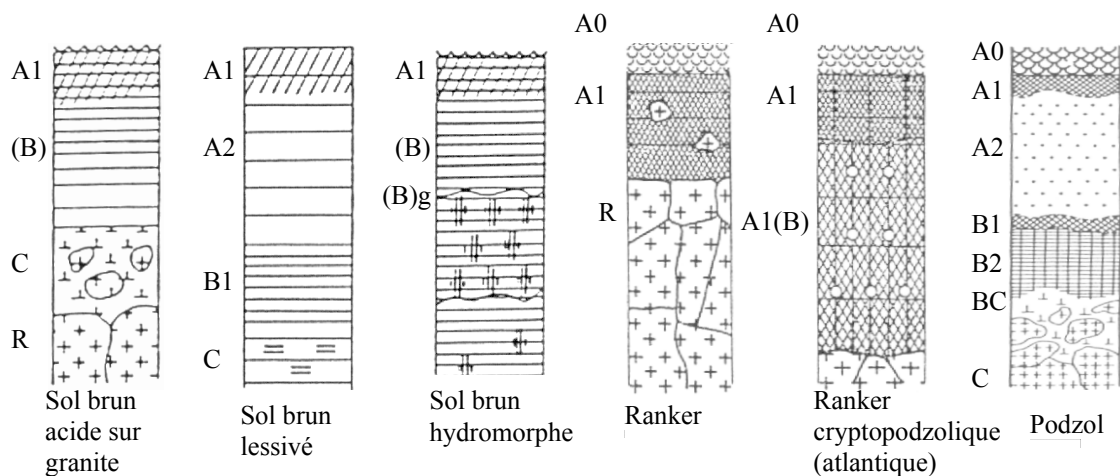 A1
(B)
C
R
Sol brun
acide sur
granite
A1
A2
B1
C
Sol brun
lessivé
A1
(B)
(B)g
Sol brun
hydromorphe
A0
A1
R
Ranker
A0
A1
A1(B)
Ranker
cryptopodzolique
(atlantique)
A0
A1
A2
B1
B2
BC
C
Podzol